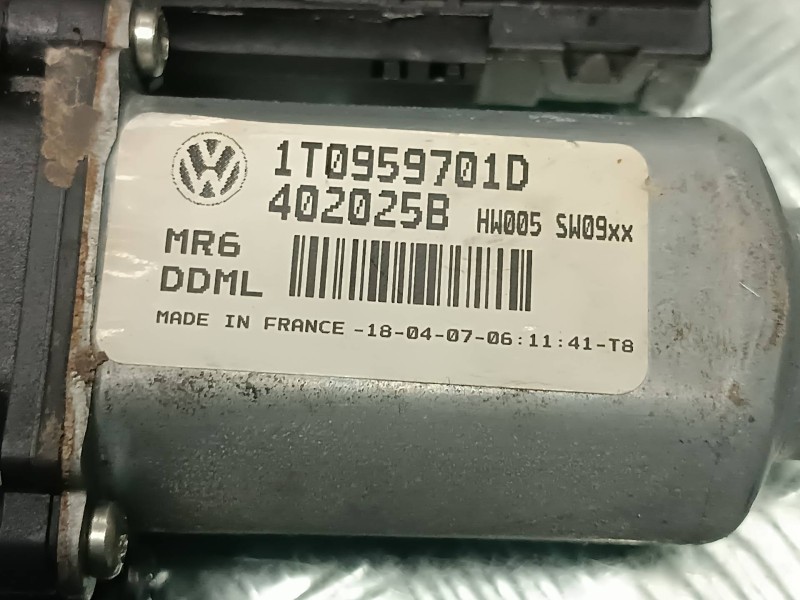 1T0959701D
402025B HW005 SW09xx
MR6
DDML
MADE IN FRANCE -18-04-07-06:11:41-T8